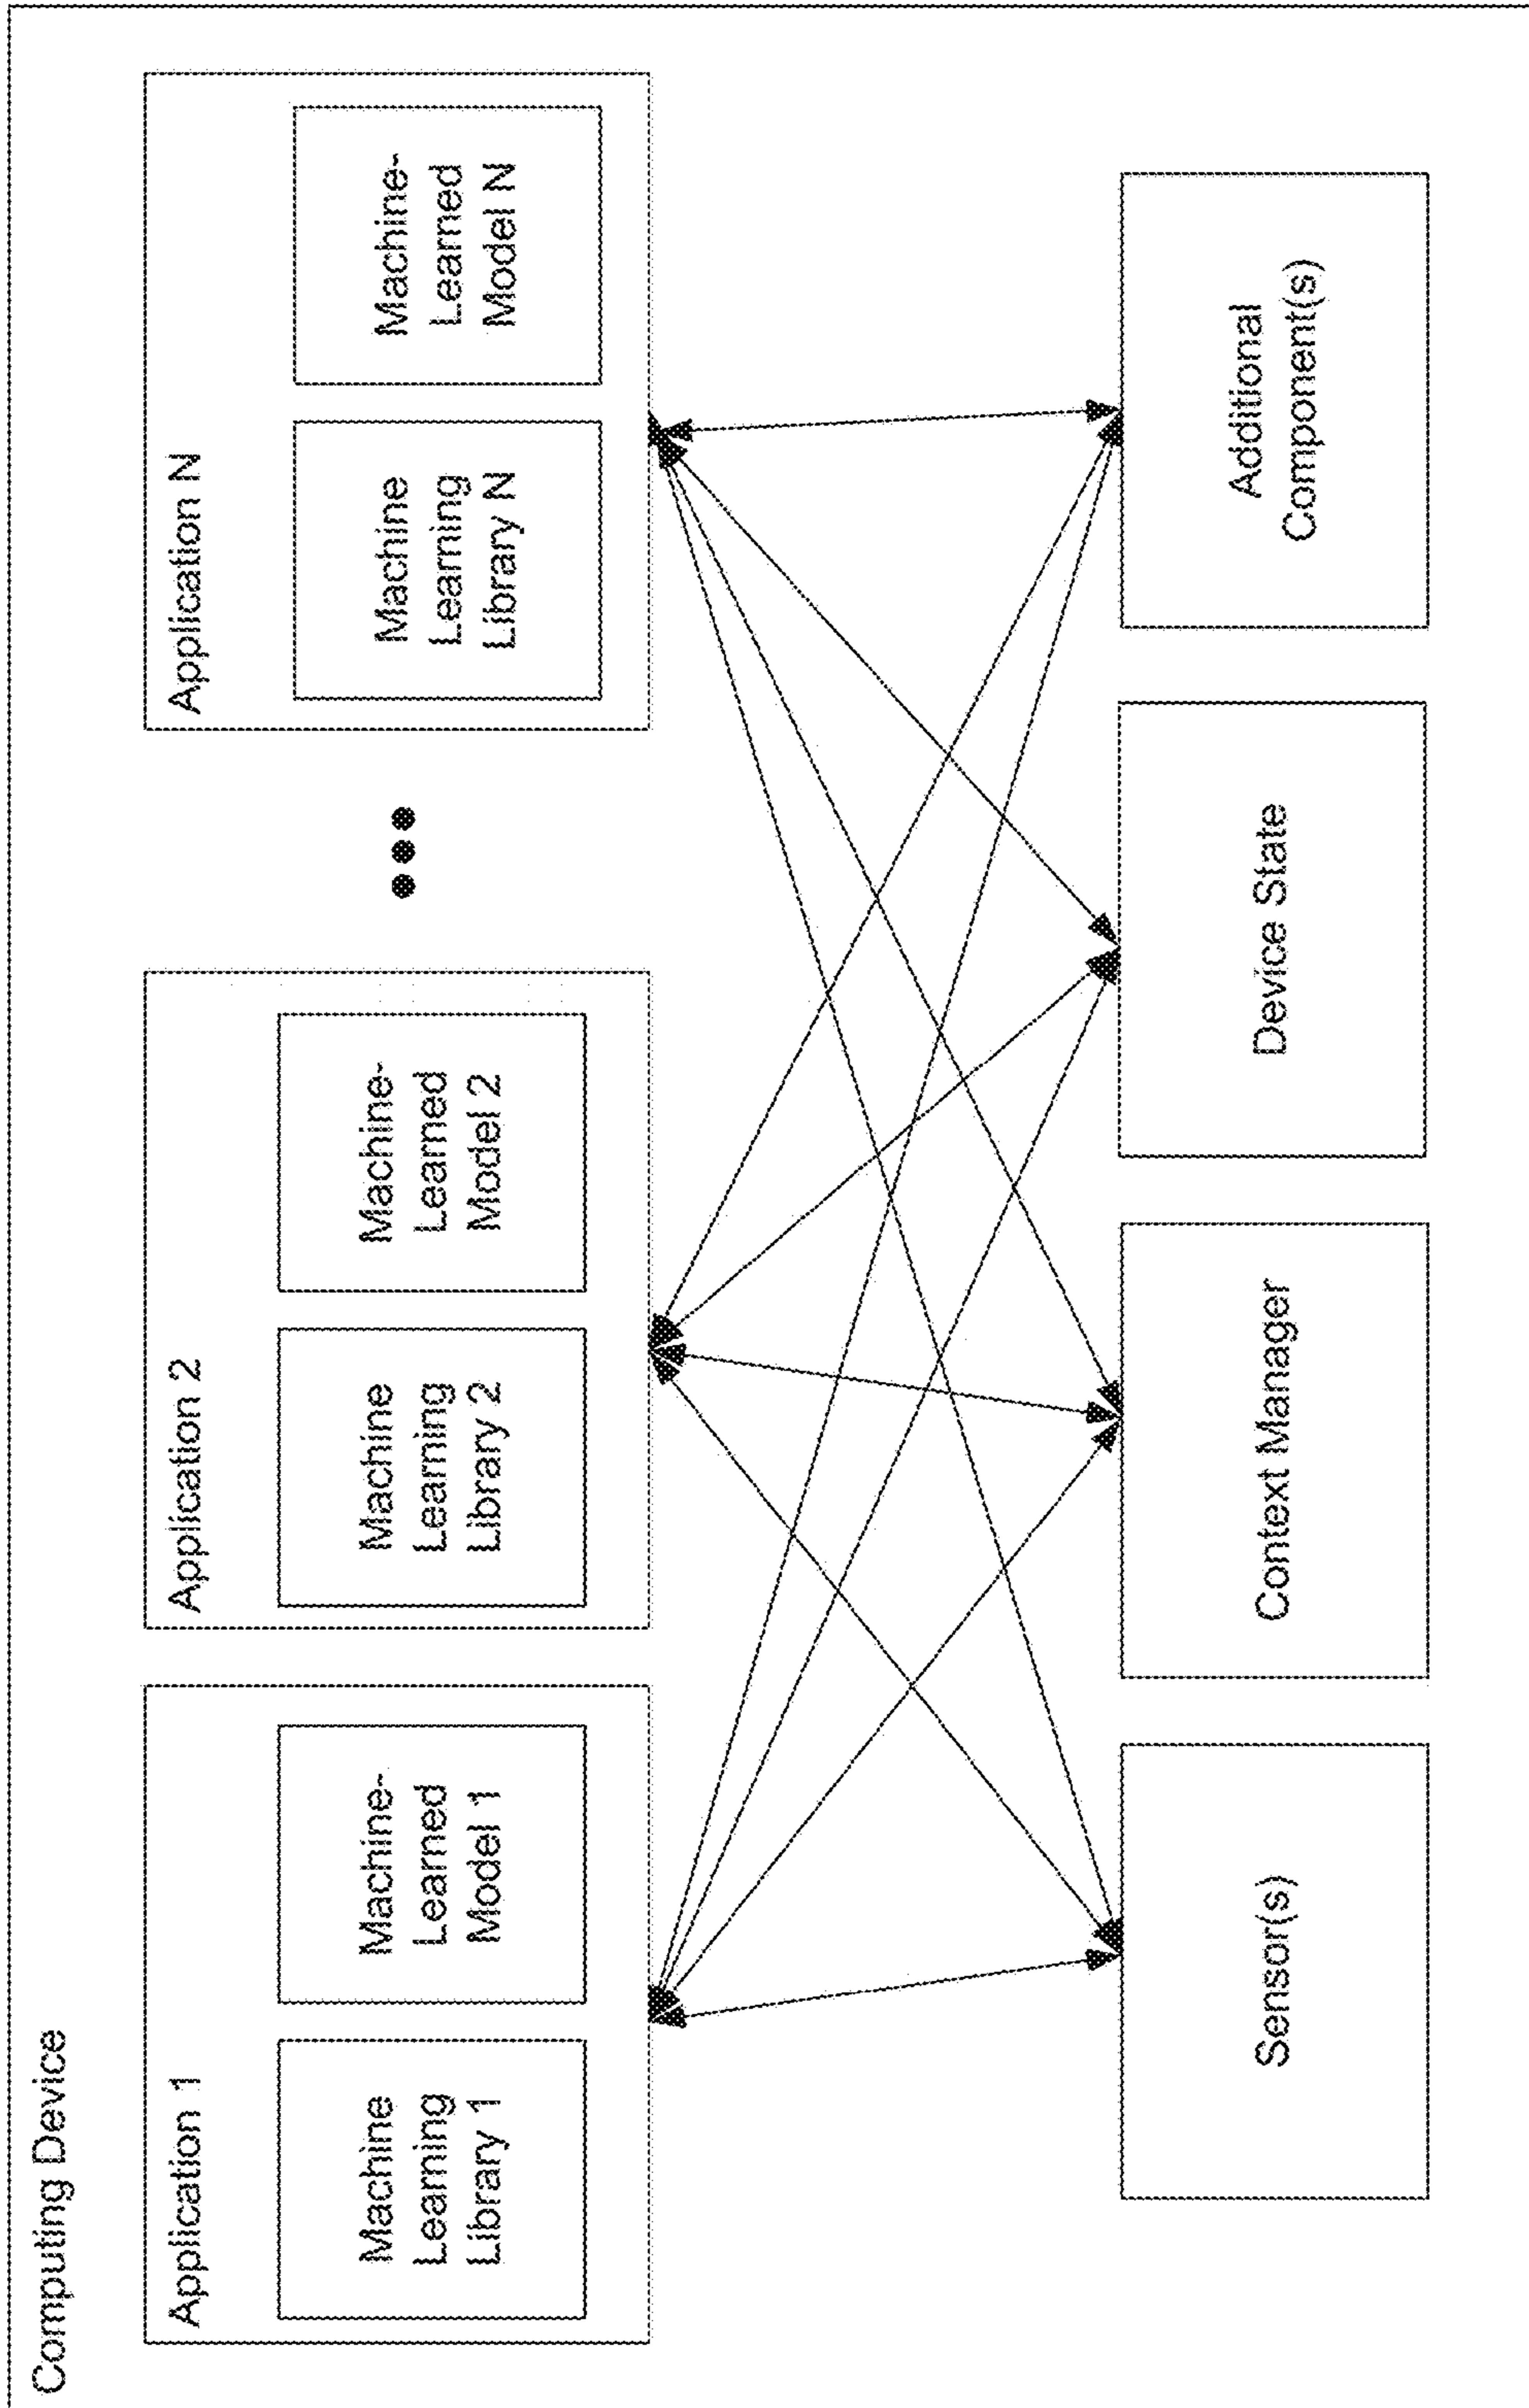 Computing Device
Application 1
Machine
Learning
Library 1
Machine-
Learned
Model 1
Application 2
Machine
Learning
Library 2
Machine-
Learned
Model 2
Application N
Machine
Learning
Library N
Machine-
Learned
Model N
Sensor(s)
Context Manager
Device State
Additional
Component(s)